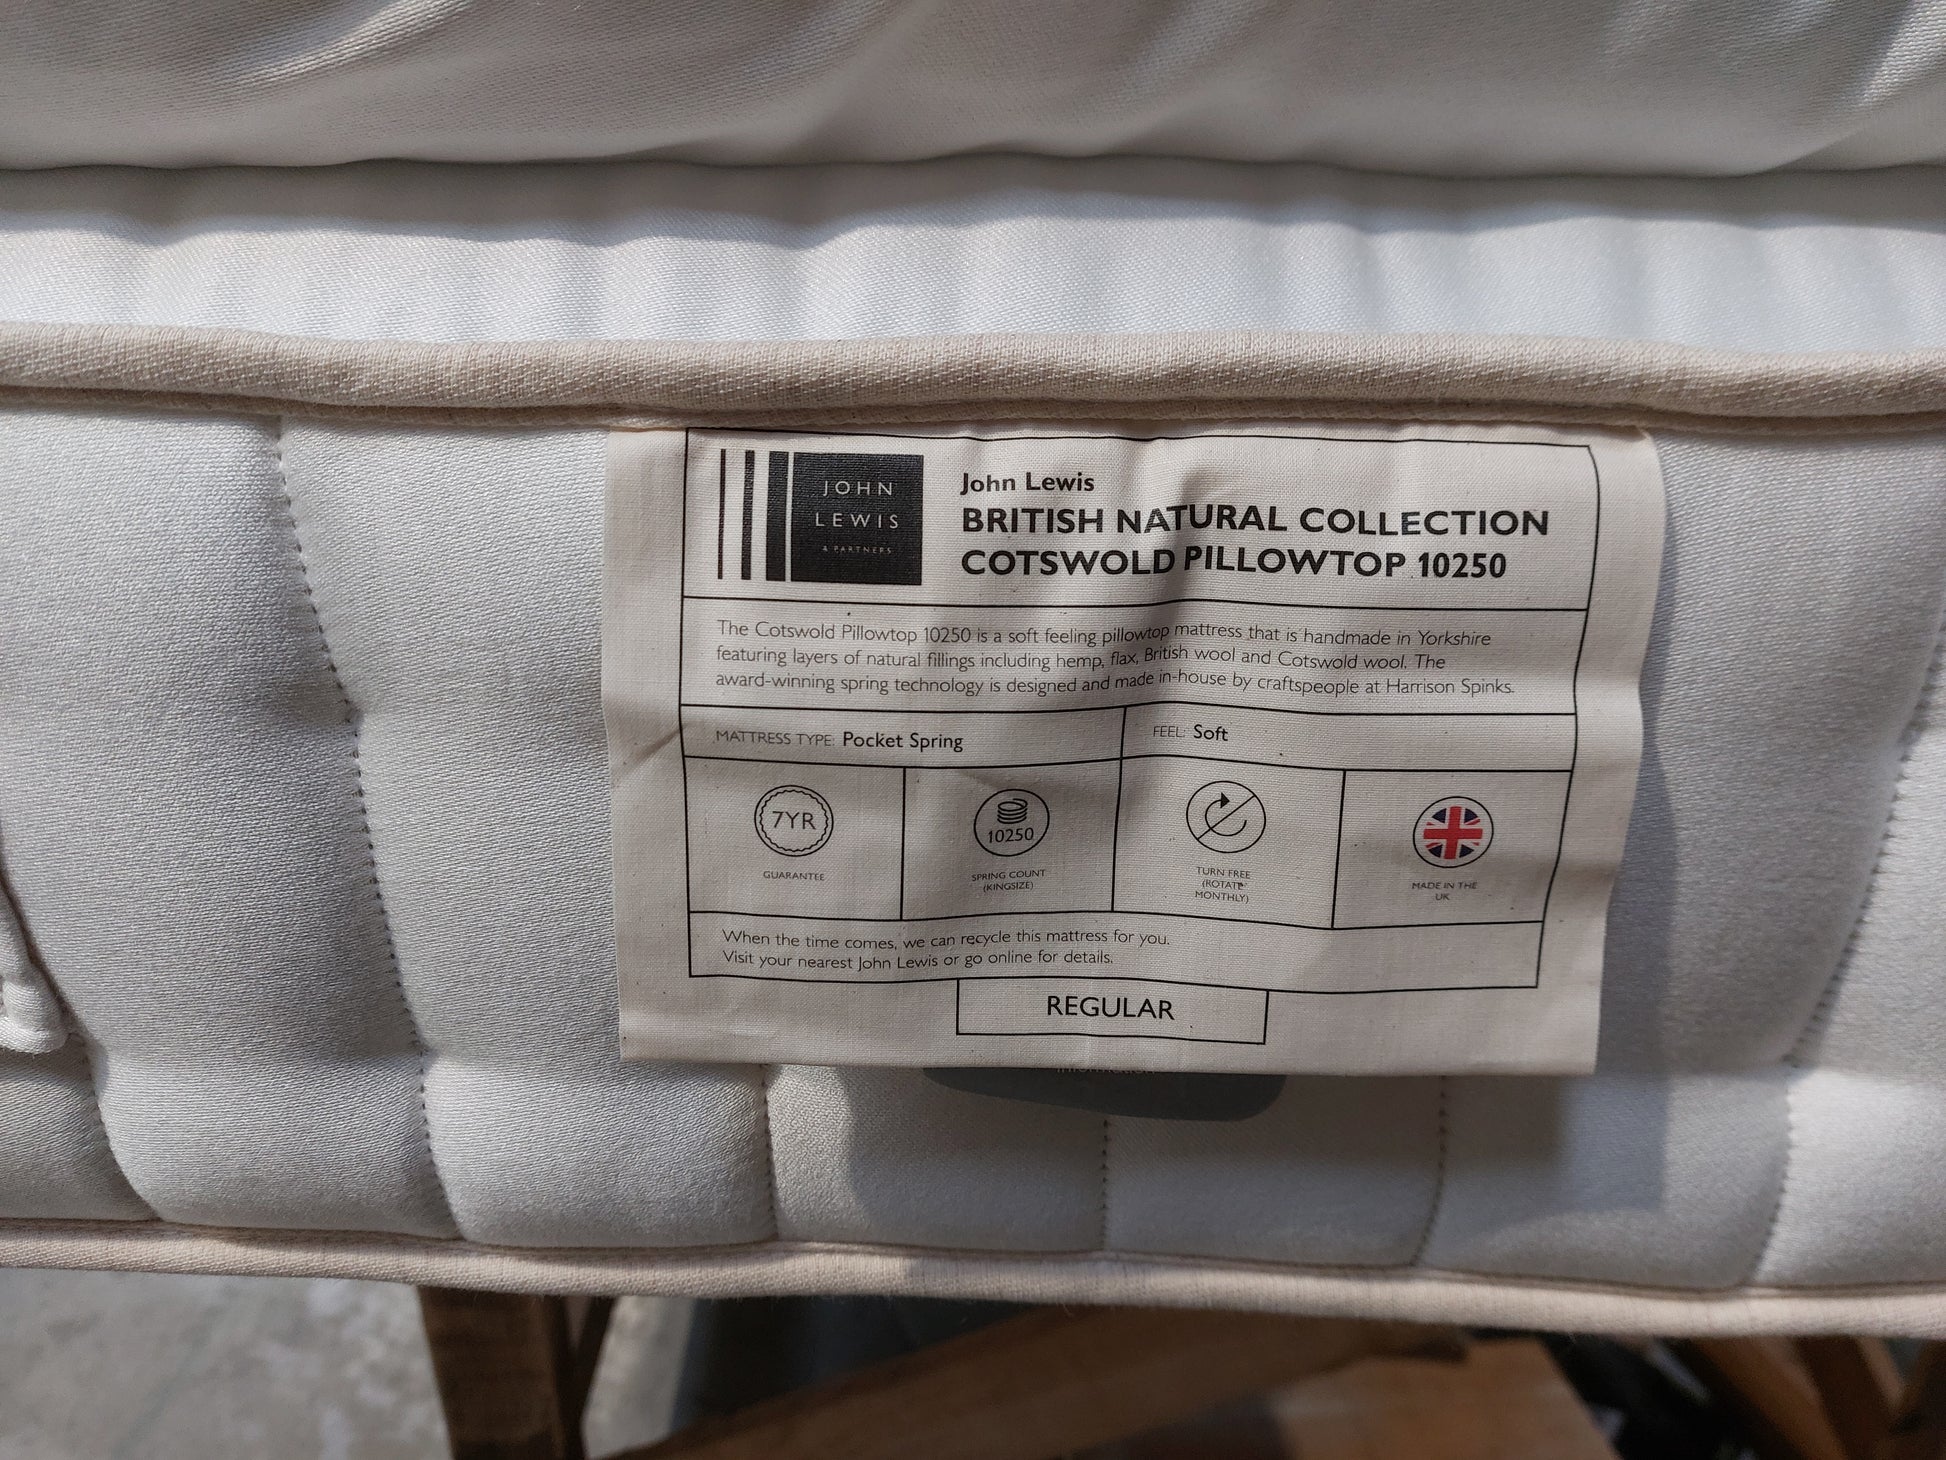 JOHN
LEWIS
& PARTNERS
John Lewis
BRITISH NATURAL COLLECTION
COTSWOLD PILLOWTOP 10250
The Cotswold Pillowtop 10250 is a soft feeling pillowtop mattress that is handmade in Yorkshire
featuring layers of natural fillings including hemp, flax, British wool and Cotswold wool. The
award-winning spring technology is designed and made in-house by craftspeople at Harrison Spinks.
MATTRESS TYPE: Pocket Spring
FEEL: Soft
7YR
GUARANTEE
10250
SPRING COUNT
(KINGSIZE)
TURN FREE
(ROTATE
MONTHLY)
MADE IN THE
UK
When the time comes, we can recycle this mattress for you.
Visit your nearest John Lewis or go online for details.
REGULAR